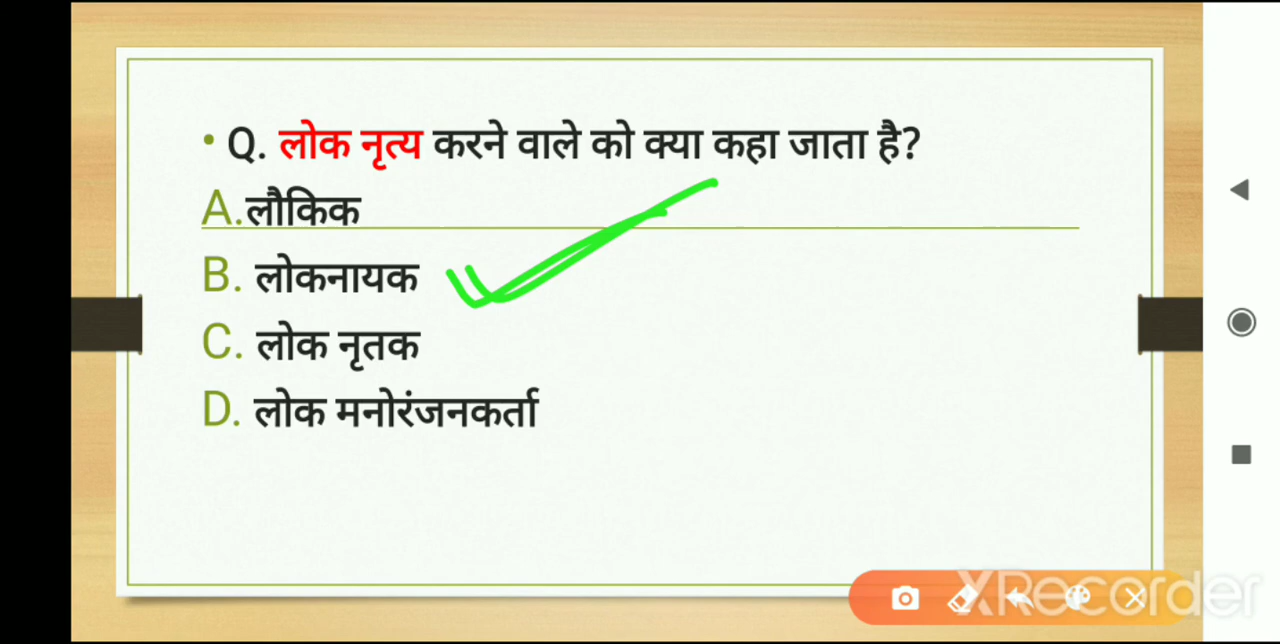 • Q. लोक नृत्य करने वाले को क्या कहा जाता है?
A.लौकिक
B. लोकनायक
C. लोक नृतक
D. लोक मनोरंजनकर्ता
XRecorder